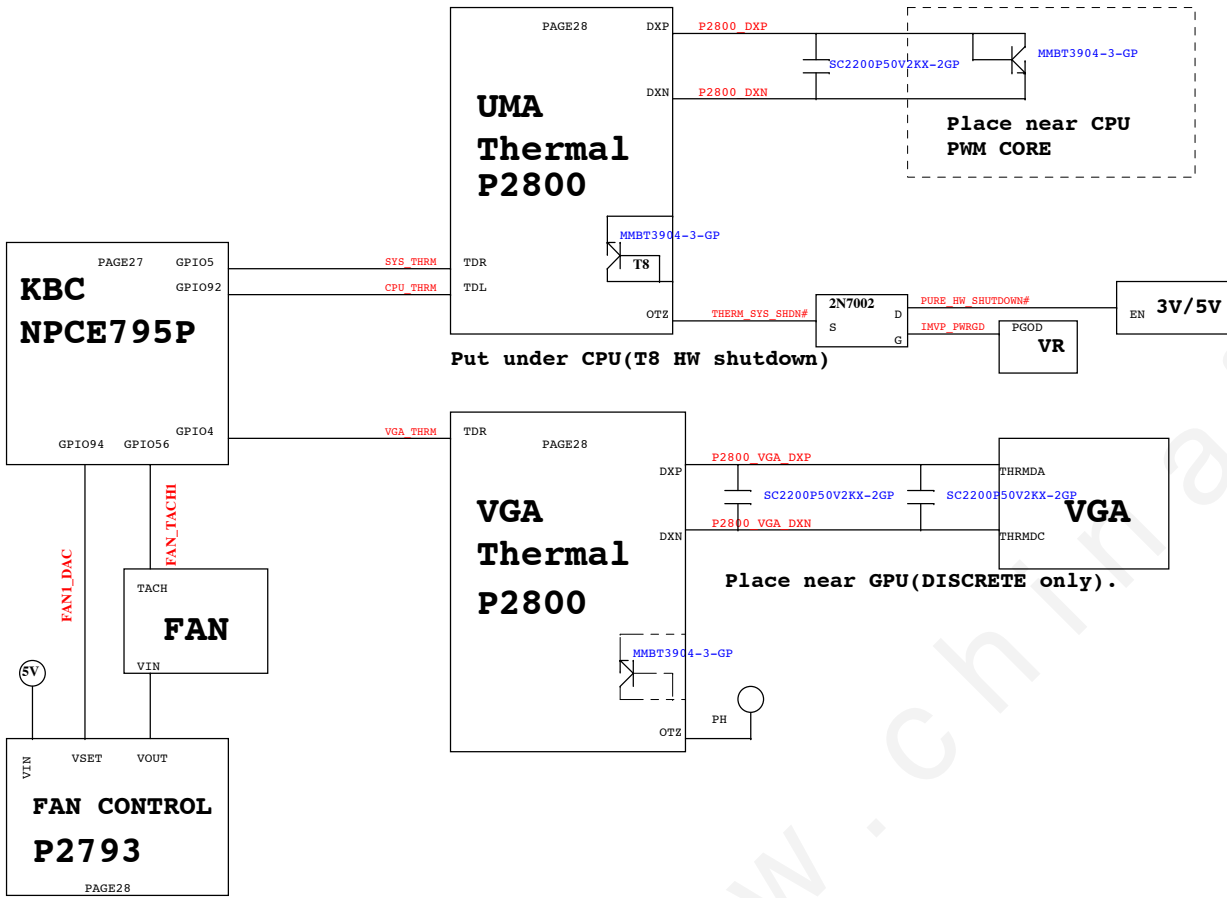 PAGE28
DXP
P2800_DXP
SC2200P50V2KX-2GP
MMBT3904-3-GP
DXN
P2800_DXN
UMA
Thermal
P2800
Place near CPU
PWM CORE
MMBT3904-3-GP
T8
PAGE27
GPIO5
SYS_THRM
TDR
GPIO92
CPU_THRM
TDL
KBC
NPCE795P
OTZ
THERM_SYS_SHDN#
2N7002
S
D
G
PURE_HW_SHUTDOWN#
IMVP_PWRGD
EN
3V/5V
PGOD
VR
Put under CPU(T8 HW shutdown)
GPIO94
GPIO56
GPIO4
VGA_THRM
TDR
PAGE28
DXP
P2800_VGA_DXP
SC2200P50V2KX-2GP
SC2200P50V2KX-2GP
THRMDA
VGA
THRMDC
DXN
P2800_VGA_DXN
VGA
Thermal
P2800
Place near GPU(DISCRETE only).
MMBT3904-3-GP
OTZ
PH
FAN1_DAC
FAN_TACH1
TACH
FAN
VIN
5V
VIN
VSET
VOUT
FAN CONTROL
P2793
PAGE28
w.china